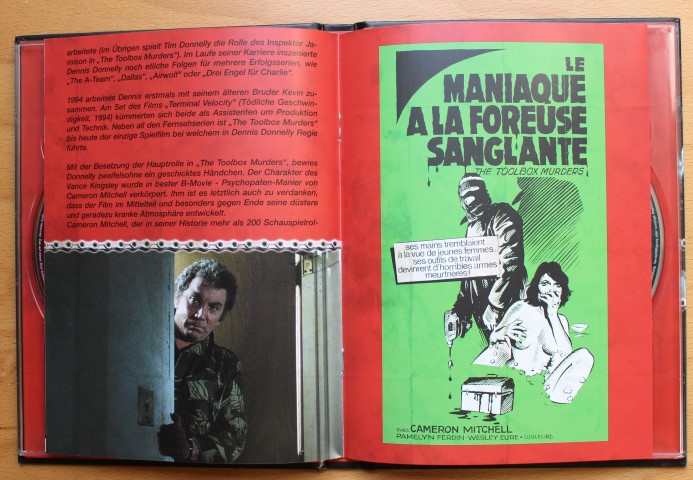 arbeitete (Im Übrigen spielt Tim Donnelly die Rolle des Inspektor Ja-
mison in „The Toolbox Murders“). Im Laufe seiner Karriere inszenierte
Dennis Donnelly noch etliche Folgen für mehrere Erfolgsserien, wie
„The A-Team“, „Dallas“, „Airwolf“ oder „Drei Engel für Charlie“.
1994 arbeitete Dennis erstmals mit seinem älteren Bruder Kevin zu-
sammen. Am Set des Films „Terminal Velocity“ (Tödliche Geschwin-
digkeit, 1994) kümmerten sich beide als Assistenten um Produktion
und Technik. Neben all den Fernsehserien ist „The Toolbox Murders“
bis heute der einzige Spielfilm bei welchem in Dennis Donnelly Regie
führte.
Mit der Besetzung der Hauptrolle in „The Toolbox Murders“, bewies
Donnelly zweifelsohne ein geschicktes Händchen. Der Charakter des
Vance Kingsley wurde in bester B-Movie - Psychopaten-Manier von
Cameron Mitchell verkörpert. Ihm ist es letztlich auch zu verdanken,
dass der Film im Mittelteil und besonders gegen Ende seine düstere
und geradezu kranke Atmosphäre entwickelt.
Cameron Mitchell, der in seiner Historie mehr als 200 Schauspielrol-
LE
MANIAQUE
A LA FOREUSE
SANGLANTE
THE TOOLBOX MURDERS
ses mains tremblaient
à la vue de jeunes femmes...
ses outils de travail
devinrent d'horribles armes
meurtrières!
AVEC CAMERON MITCHELL
PAMELYN FERDIN · WESLEY EURE · COULEURS